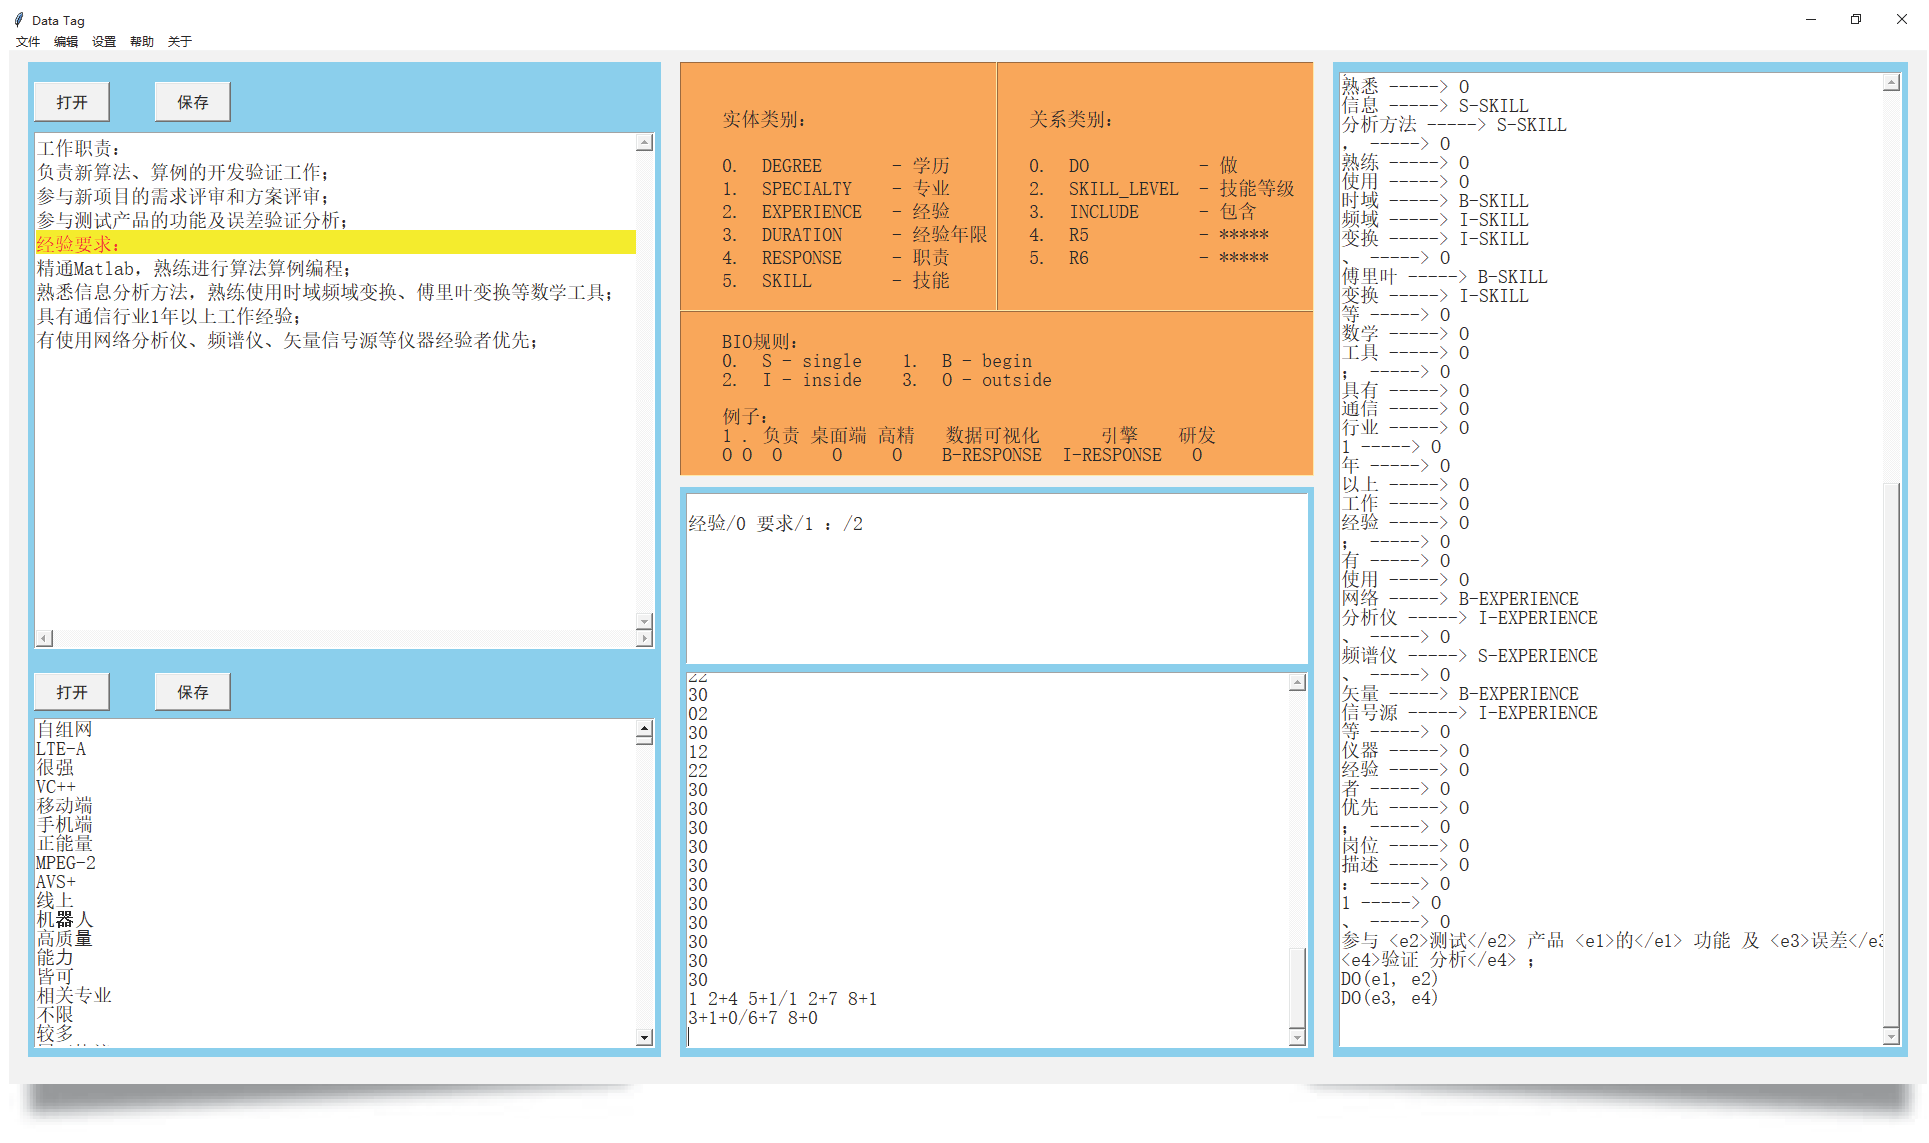 Data Tag
文件 编辑 设置 帮助 关于
打开 保存
工作职责：
负责新算法、算例的开发验证工作；
参与新项目的需求评审和方案评审；
参与测试产品的功能及误差验证分析；
经验要求：
精通Matlab，熟练进行算法算例编程；
熟悉信息分析方法，熟练使用时域频域变换、傅里叶变换等数学工具；
具有通信行业1年以上工作经验；
有使用网络分析仪、频谱仪、矢量信号源等仪器经验者优先；
打开 保存
自组网
LTE-A
很强
VC++
移动端
手机端
正能量
MPEG-2
AVS+
线上
机器人
高质量
能力
皆可
相关专业
不限
较多
实体类别：
0. DEGREE - 学历
1. SPECIALTY - 专业
2. EXPERIENCE - 经验
3. DURATION - 经验年限
4. RESPONSE - 职责
5. SKILL - 技能
关系类别：
0. DO - 做
2. SKILL_LEVEL - 技能等级
3. INCLUDE - 包含
4. R5 - *****
5. R6 - *****
BIO规则：
0. S - single 1. B - begin
2. I - inside 3. O - outside
例子：
1 . 负责 桌面端 高精 数据可视化 引擎 研发
O O O O O B-RESPONSE I-RESPONSE O
经验/0 要求/1 ：/2
22
30
02
30
12
22
30
30
30
30
30
30
30
30
30
30
30
1 2+4 5+1/1 2+7 8+1
3+1+0/6+7 8+0
熟悉 -----> O
信息 -----> S-SKILL
分析方法 -----> S-SKILL
， -----> O
熟练 -----> O
使用 -----> O
时域 -----> B-SKILL
频域 -----> I-SKILL
变换 -----> I-SKILL
、 -----> O
傅里叶 -----> B-SKILL
变换 -----> I-SKILL
等 -----> O
数学 -----> O
工具 -----> O
； -----> O
具有 -----> O
通信 -----> O
行业 -----> O
1 -----> O
年 -----> O
以上 -----> O
工作 -----> O
经验 -----> O
； -----> O
有 -----> O
使用 -----> O
网络 -----> B-EXPERIENCE
分析仪 -----> I-EXPERIENCE
、 -----> O
频谱仪 -----> S-EXPERIENCE
、 -----> O
矢量 -----> B-EXPERIENCE
信号源 -----> I-EXPERIENCE
等 -----> O
仪器 -----> O
经验 -----> O
者 -----> O
优先 -----> O
； -----> O
岗位 -----> O
描述 -----> O
： -----> O
1 -----> O
、 -----> O
参与 <e2>测试</e2> 产品 <e1>的</e1> 功能 及 <e3>误差</e3
<e4>验证 分析</e4> ；
DO(e1, e2)
DO(e3, e4)